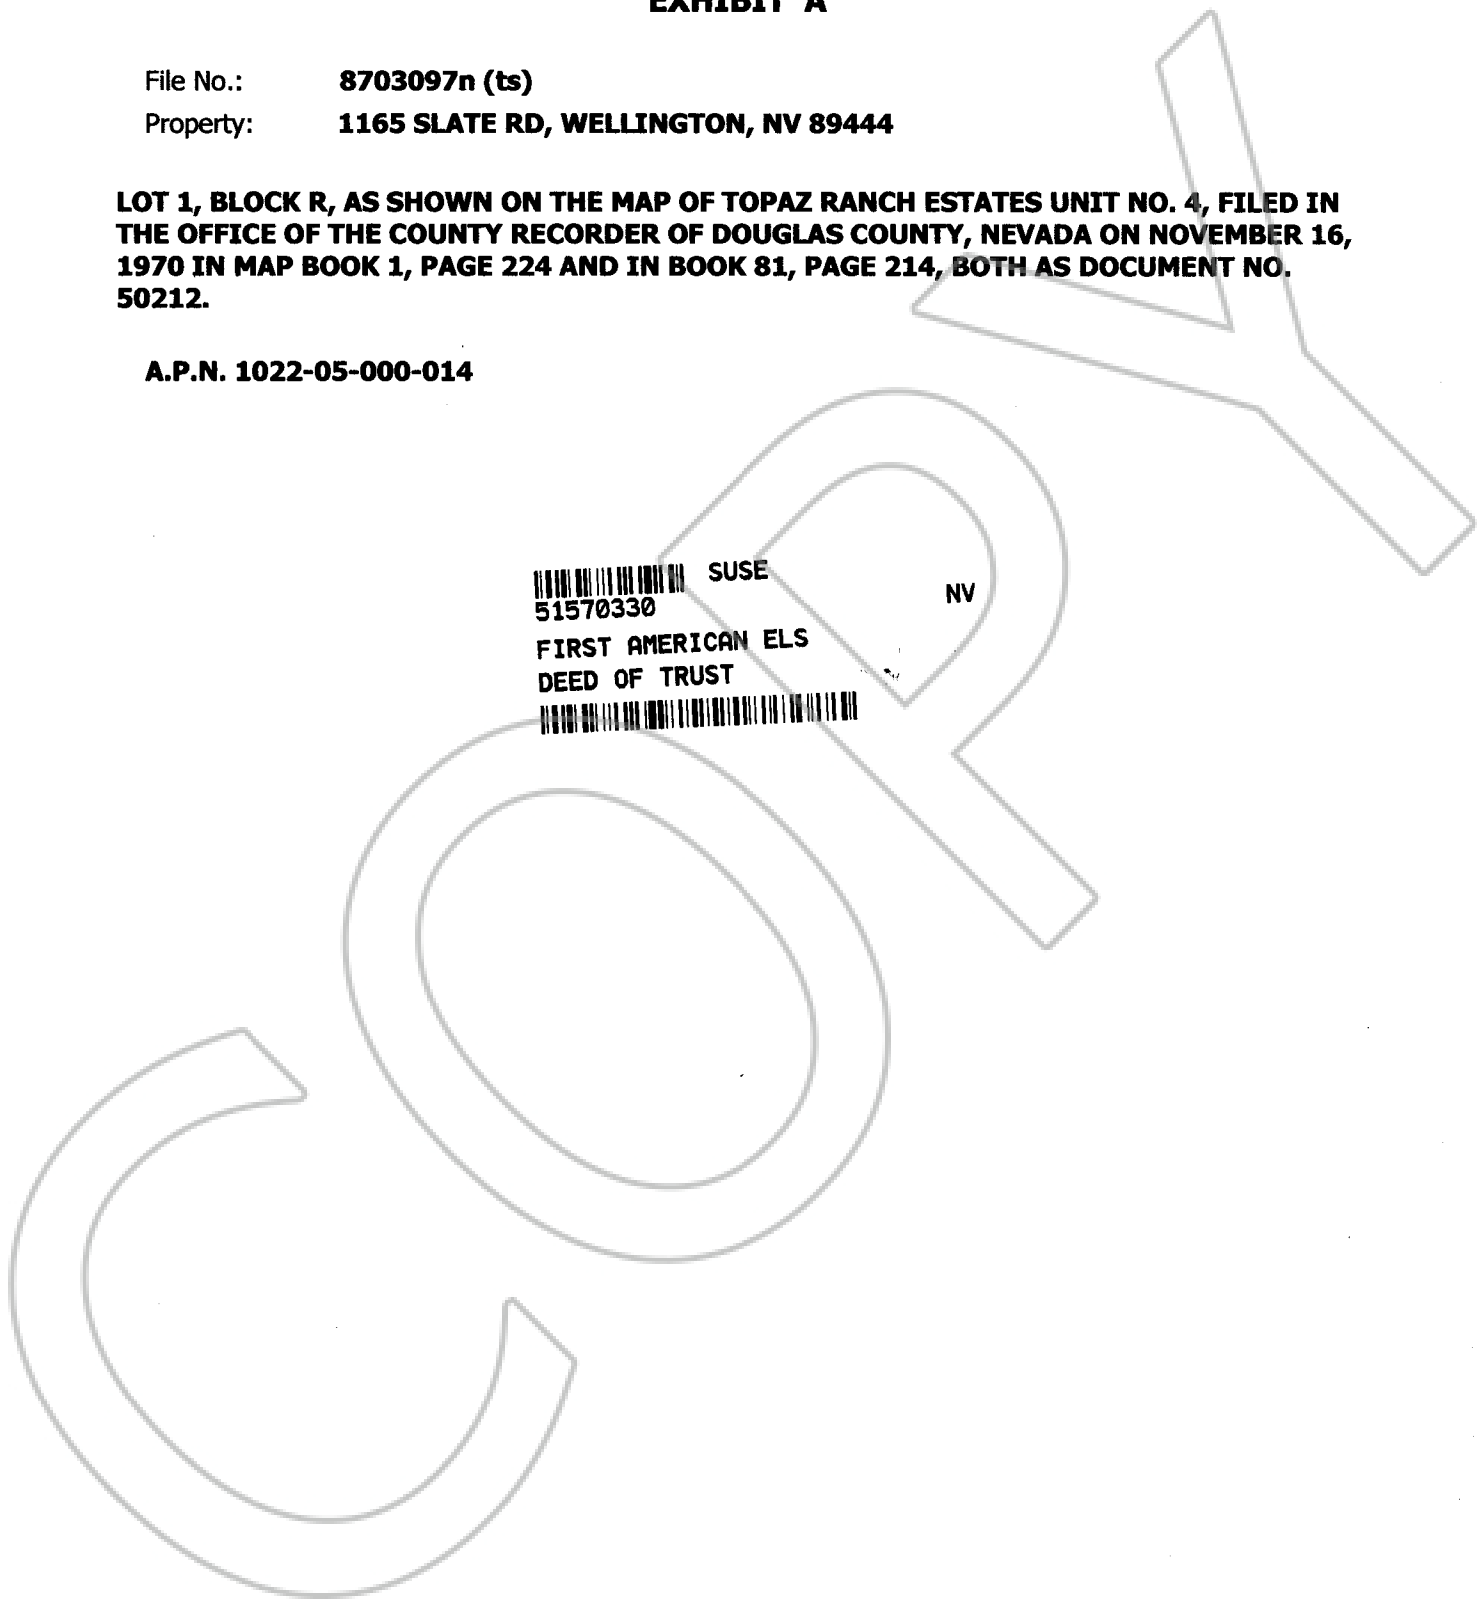 EXHIBIT A
File No.: 8703097n (ts)
Property: 1165 SLATE RD, WELLINGTON, NV 89444
LOT 1, BLOCK R, AS SHOWN ON THE MAP OF TOPAZ RANCH ESTATES UNIT NO. 4, FILED IN
THE OFFICE OF THE COUNTY RECORDER OF DOUGLAS COUNTY, NEVADA ON NOVEMBER 16,
1970 IN MAP BOOK 1, PAGE 224 AND IN BOOK 81, PAGE 214, BOTH AS DOCUMENT NO.
50212.
A.P.N. 1022-05-000-014
SUSE
NV
51570330
FIRST AMERICAN ELS
DEED OF TRUST
COPY